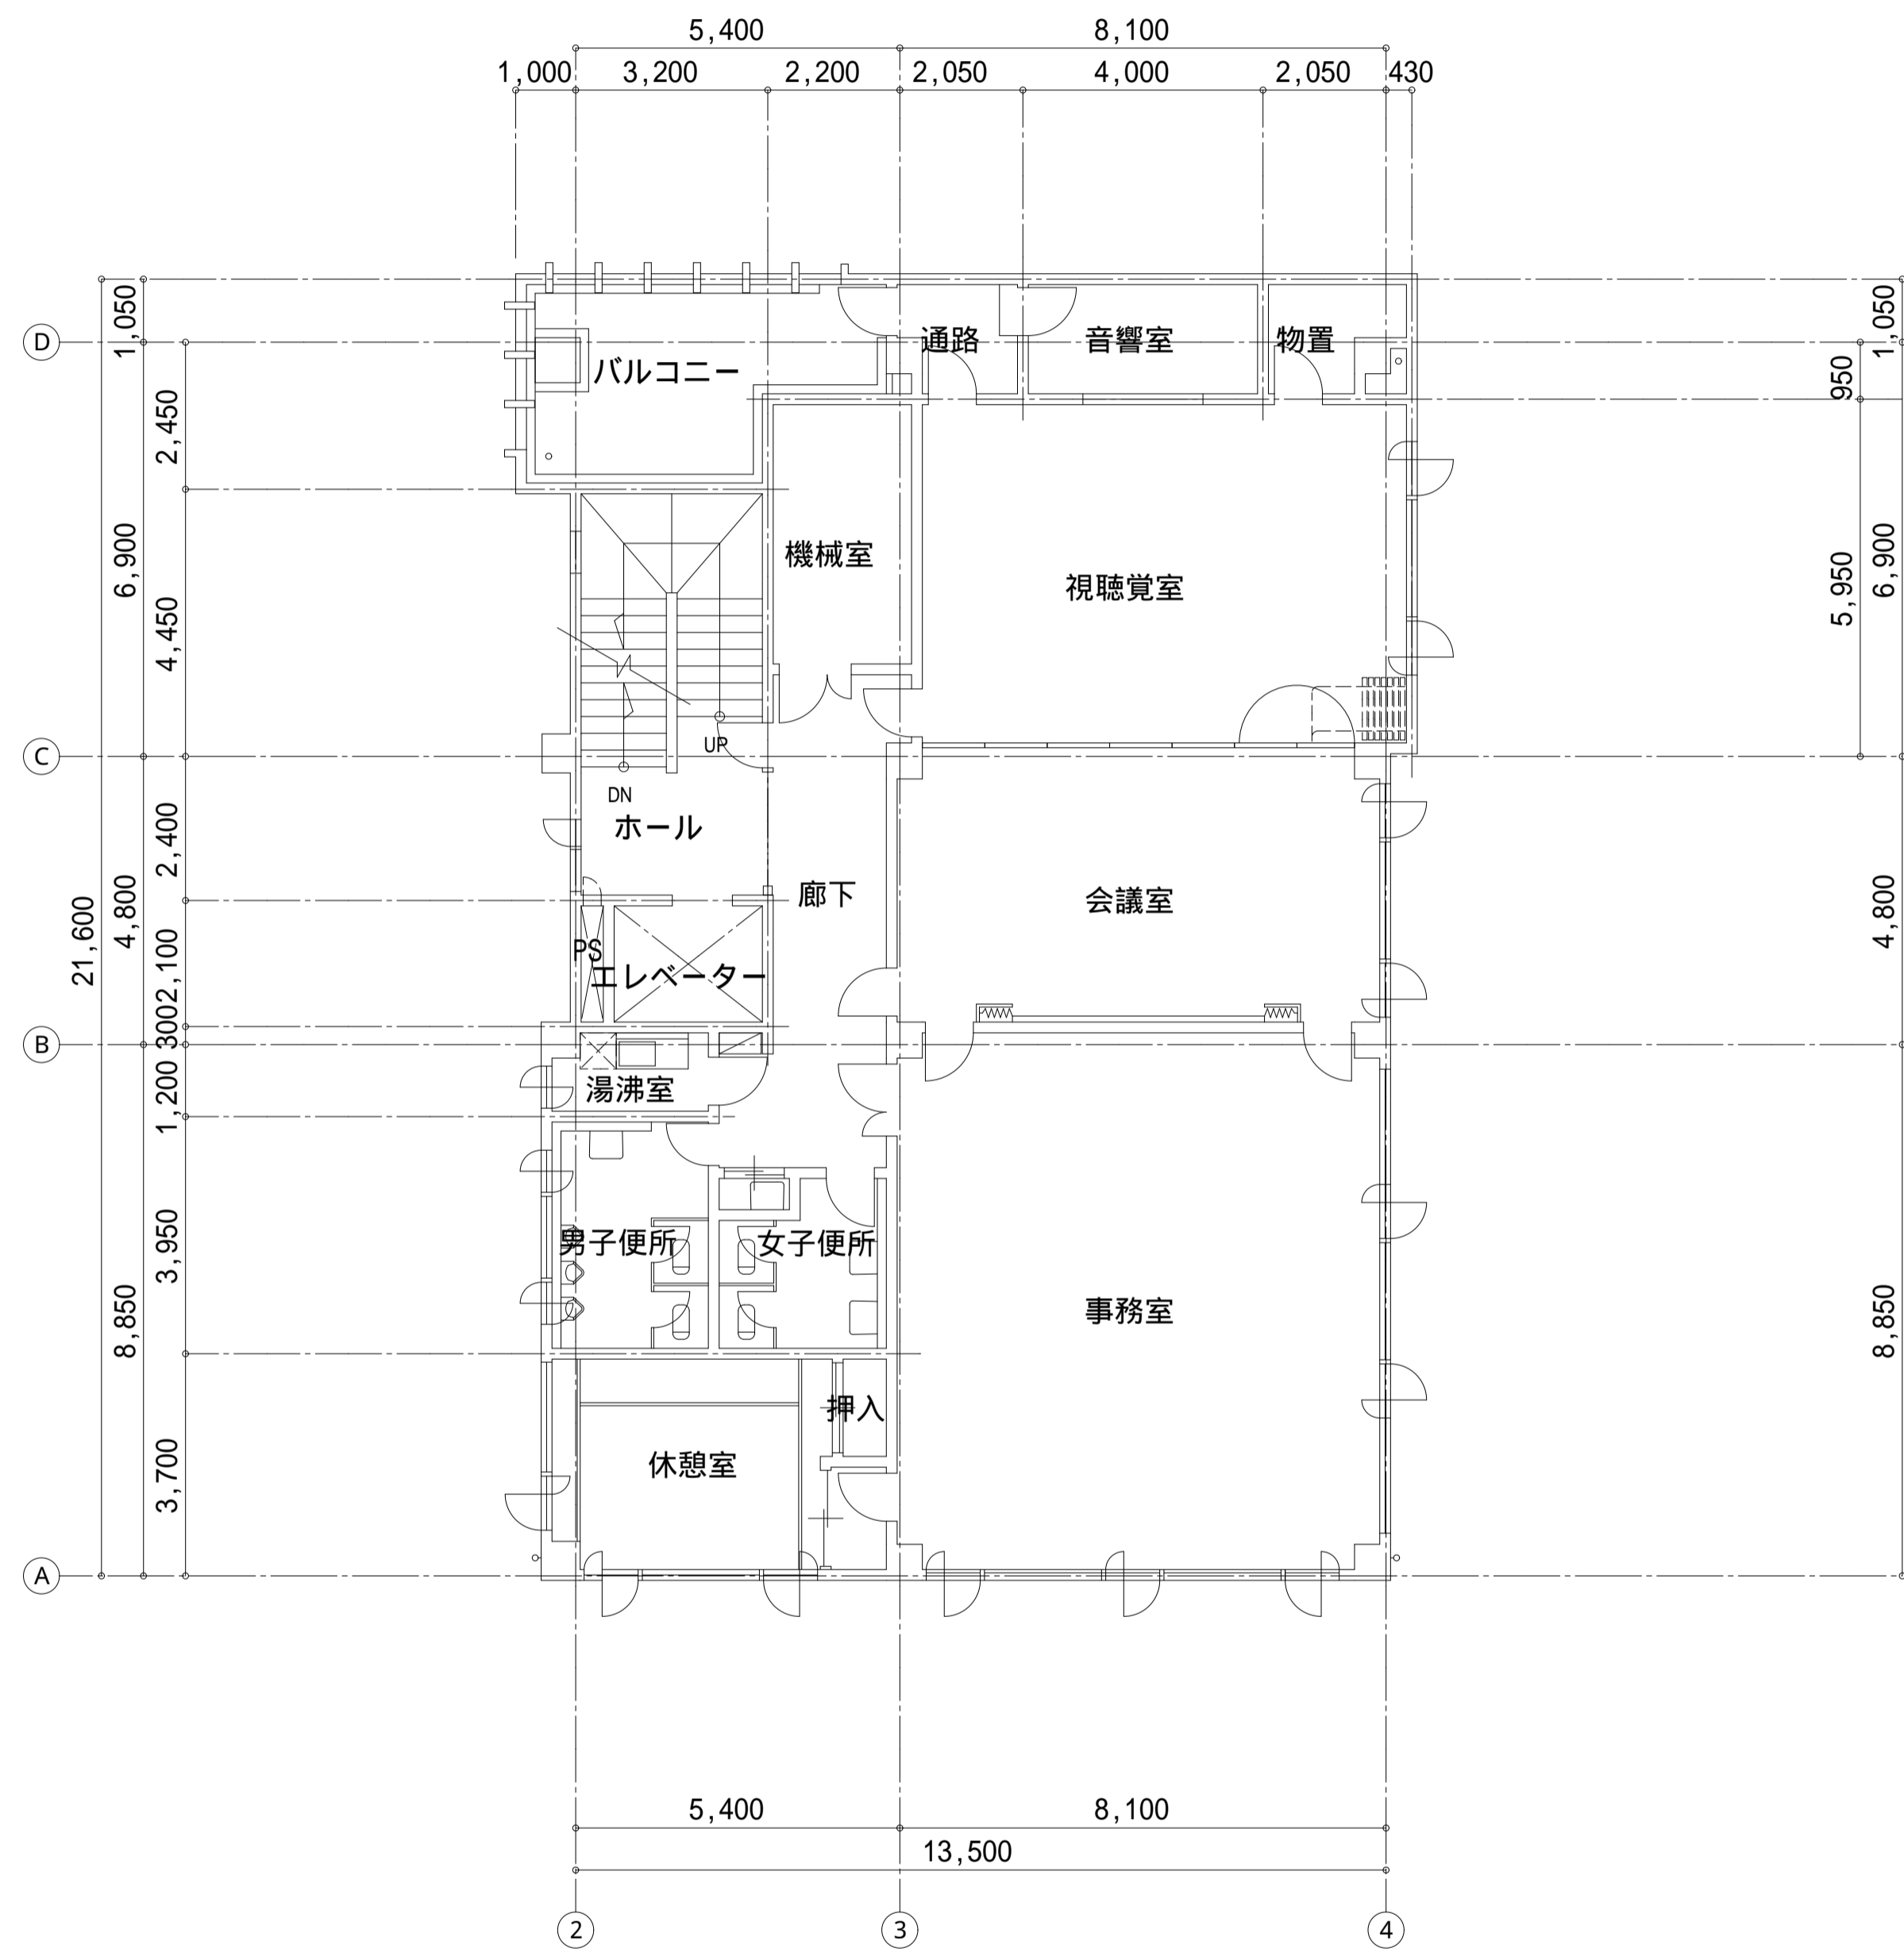 5,400 8,100
1,000 3,200 2,200 2,050 4,000 2,050 430
1,050 1,050
D 通路 音響室 物置
バルコニー 950
2,450
機械室
6,900 視聴覚室 5,950 6,900
4,450
UP
C
DN
ホール
2,400
廊下
4,800 会議室 4,800
21,600
PS
エレベーター
2,100
300
B
湯沸室
1,200
男子便所 女子便所
3,950
事務室
8,850 8,850
押入
休憩室
3,700
A
5,400 8,100
13,500
2 3 4